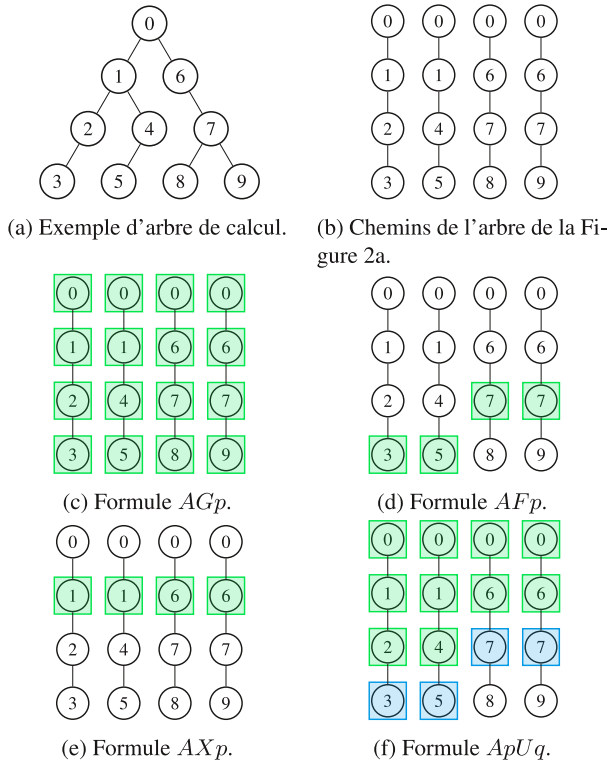 0 0 0 0 0
1 6 1 1 6 6
2 4 7 2 4 7 7
3 5 8 9 3 5 8 9
(a) Exemple d'arbre de calcul.
(b) Chemins de l'arbre de la Fi-
gure 2a.
0 0 0 0 0 0 0 0
1 1 6 6 1 1 6 6
2 4 7 7 2 4 7 7
3 5 8 9 3 5 8 9
(c) Formule AGp.
(d) Formule AFp.
0 0 0 0 0 0 0 0
1 1 6 6 1 1 6 6
2 4 7 7 2 4 7 7
3 5 8 9 3 5 8 9
(e) Formule AXp.
(f) Formule ApUq.